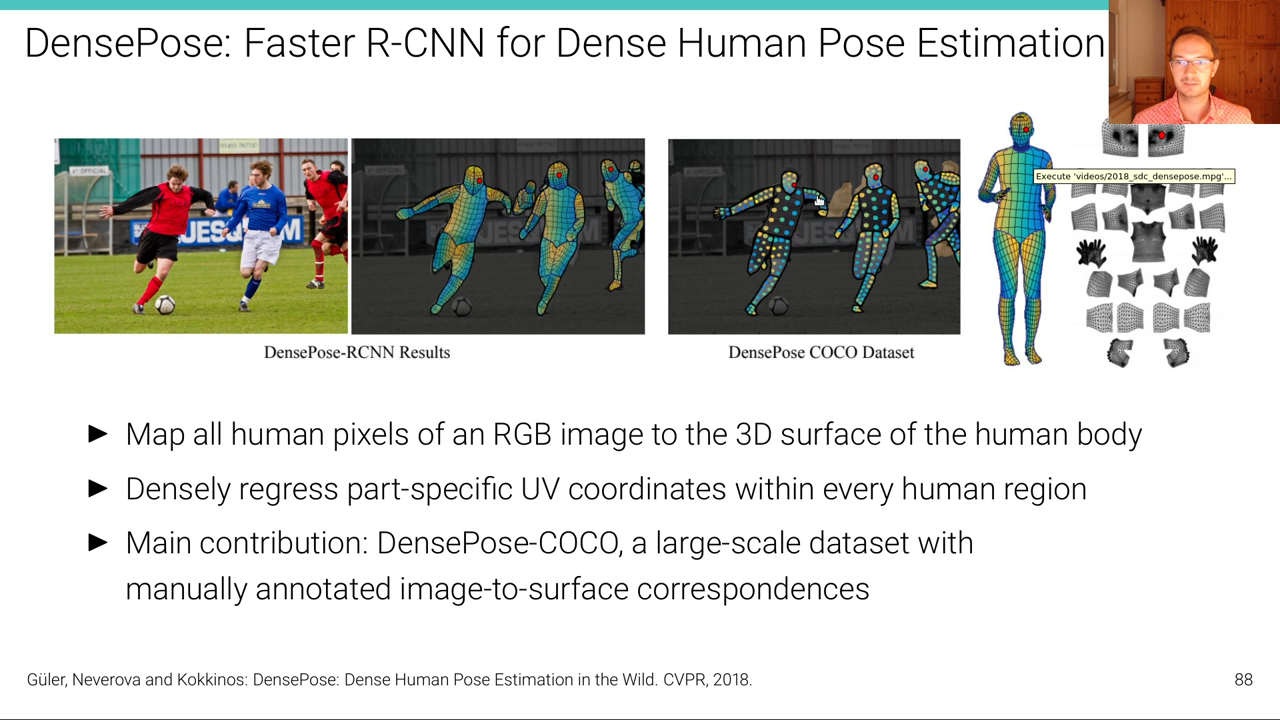 DensePose: Faster R-CNN for Dense Human Pose Estimation
Execute 'videos/2018_sdc_densepose.mpg'...
DensePose-RCNN Results
DensePose COCO Dataset
Map all human pixels of an RGB image to the 3D surface of the human body
Densely regress part-specific UV coordinates within every human region
Main contribution: DensePose-COCO, a large-scale dataset with
manually annotated image-to-surface correspondences
Güler, Neverova and Kokkinos: DensePose: Dense Human Pose Estimation in the Wild. CVPR, 2018.
88